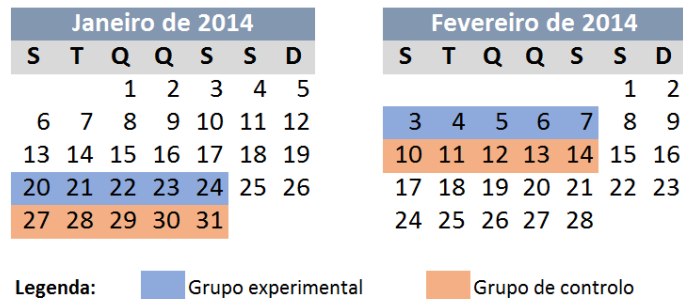 Janeiro de 2014
S T Q Q S S D
1 2 3 4 5
6 7 8 9 10 11 12
13 14 15 16 17 18 19
20 21 22 23 24 25 26
27 28 29 30 31
Fevereiro de 2014
S T Q Q S S D
1 2
3 4 5 6 7 8 9
10 11 12 13 14 15 16
17 18 19 20 21 22 23
24 25 26 27 28
Legenda: Grupo experimental Grupo de controlo